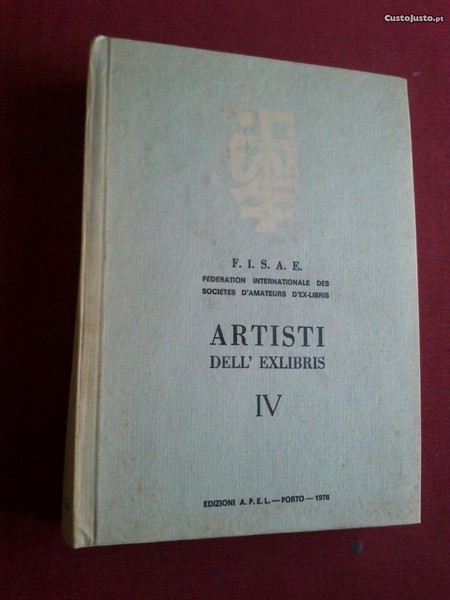 CustoJusto.pt
F. I. S. A. E.
FÉDÉRATION INTERNATIONALE DES
SOCIÉTÉS D'AMATEURS D'EX-LIBRIS
ARTISTI
DELL' EXLIBRIS
IV
EDIZIONI A. P. E. L. — PORTO — 1978